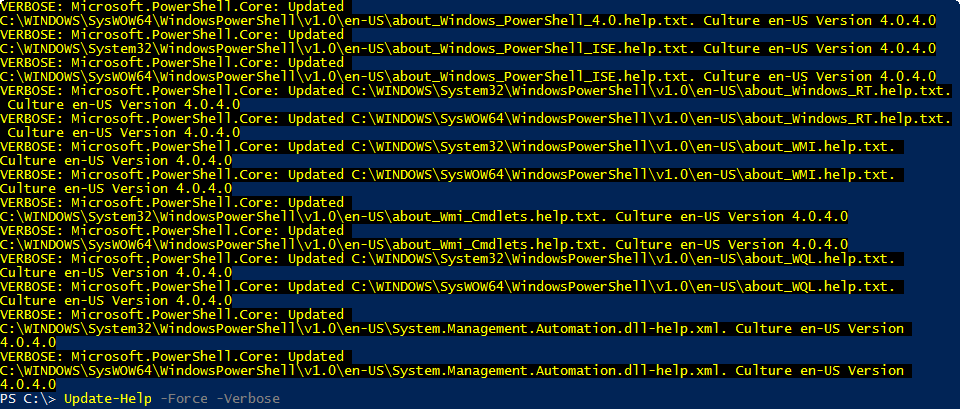 VERBOSE: Microsoft.PowerShell.Core: Updated
C:\WINDOWS\SysWOW64\WindowsPowerShell\v1.0\en-US\about_Windows_PowerShell_4.0.help.txt. Culture en-US Version 4.0.4.0
VERBOSE: Microsoft.PowerShell.Core: Updated
C:\WINDOWS\System32\WindowsPowerShell\v1.0\en-US\about_Windows_PowerShell_ISE.help.txt. Culture en-US Version 4.0.4.0
VERBOSE: Microsoft.PowerShell.Core: Updated
C:\WINDOWS\SysWOW64\WindowsPowerShell\v1.0\en-US\about_Windows_PowerShell_ISE.help.txt. Culture en-US Version 4.0.4.0
VERBOSE: Microsoft.PowerShell.Core: Updated C:\WINDOWS\System32\WindowsPowerShell\v1.0\en-US\about_Windows_RT.help.txt.
Culture en-US Version 4.0.4.0
VERBOSE: Microsoft.PowerShell.Core: Updated C:\WINDOWS\SysWOW64\WindowsPowerShell\v1.0\en-US\about_Windows_RT.help.txt.
Culture en-US Version 4.0.4.0
VERBOSE: Microsoft.PowerShell.Core: Updated C:\WINDOWS\System32\WindowsPowerShell\v1.0\en-US\about_WMI.help.txt.
Culture en-US Version 4.0.4.0
VERBOSE: Microsoft.PowerShell.Core: Updated C:\WINDOWS\SysWOW64\WindowsPowerShell\v1.0\en-US\about_WMI.help.txt.
Culture en-US Version 4.0.4.0
VERBOSE: Microsoft.PowerShell.Core: Updated
C:\WINDOWS\System32\WindowsPowerShell\v1.0\en-US\about_Wmi_Cmdlets.help.txt. Culture en-US Version 4.0.4.0
VERBOSE: Microsoft.PowerShell.Core: Updated
C:\WINDOWS\SysWOW64\WindowsPowerShell\v1.0\en-US\about_Wmi_Cmdlets.help.txt. Culture en-US Version 4.0.4.0
VERBOSE: Microsoft.PowerShell.Core: Updated C:\WINDOWS\System32\WindowsPowerShell\v1.0\en-US\about_WQL.help.txt.
Culture en-US Version 4.0.4.0
VERBOSE: Microsoft.PowerShell.Core: Updated C:\WINDOWS\SysWOW64\WindowsPowerShell\v1.0\en-US\about_WQL.help.txt.
Culture en-US Version 4.0.4.0
VERBOSE: Microsoft.PowerShell.Core: Updated
C:\WINDOWS\System32\WindowsPowerShell\v1.0\en-US\System.Management.Automation.dll-help.xml. Culture en-US Version
4.0.4.0
VERBOSE: Microsoft.PowerShell.Core: Updated
C:\WINDOWS\SysWOW64\WindowsPowerShell\v1.0\en-US\System.Management.Automation.dll-help.xml. Culture en-US Version
4.0.4.0
PS C:\> Update-Help -Force -Verbose